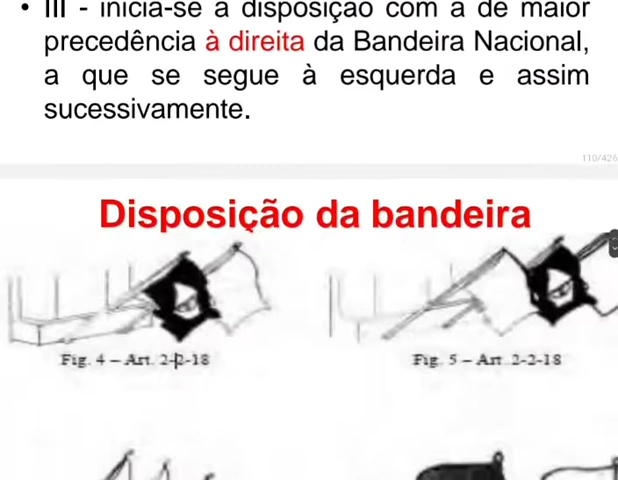 • III - inicia-se a disposição com a de maior
precedência à direita da Bandeira Nacional,
a que se segue à esquerda e assim
sucessivamente.
110/426
Disposição da bandeira
Fig. 4 – Art. 2-2-18
Fig. 5 – Art 2-2-18